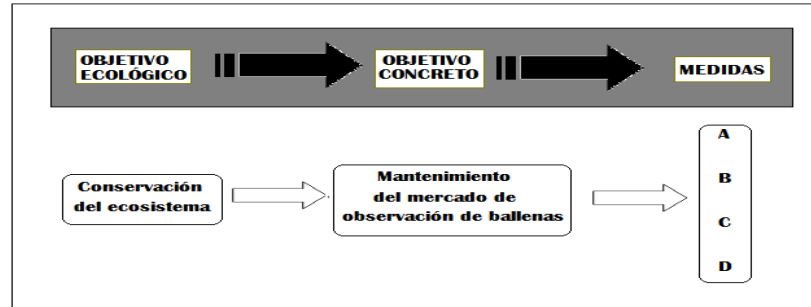 OBJETIVO
ECOLÓGICO
OBJETIVO
CONCRETO
MEDIDAS
Conservación
del ecosistema
Mantenimiento
del mercado de
observación de ballenas
A
B
C
D